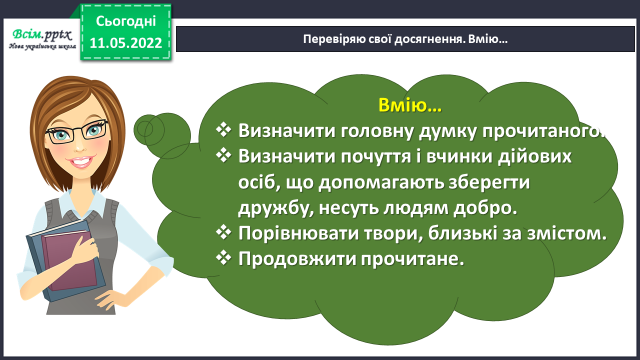 Всім.pptx
Нова українська школа
Сьогодні
11.05.2022
Перевіряю свої досягнення. Вмію…
Вмію…
❖ Визначити головну думку прочитаного.
❖ Визначити почуття і вчинки дійових
осіб, що допомагають зберегти
дружбу, несуть людям добро.
❖ Порівнювати твори, близькі за змістом.
❖ Продовжити прочитане.